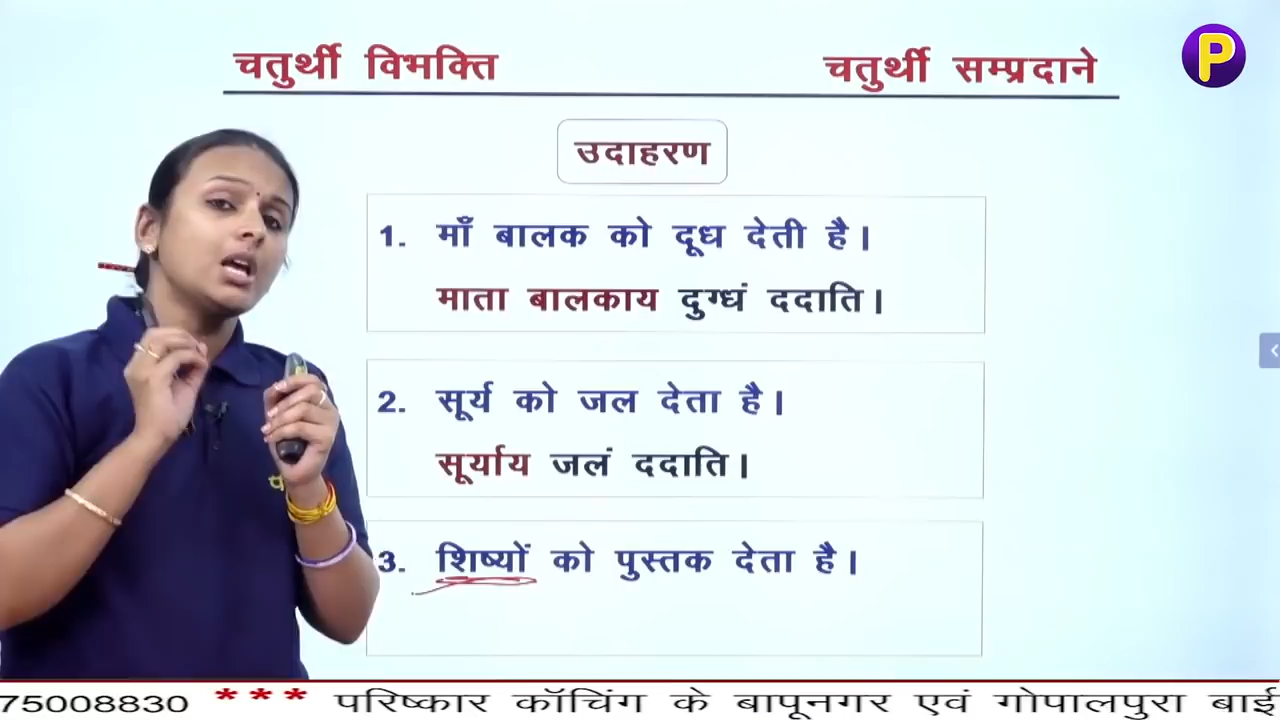 चतुर्थी विभक्ति
चतुर्थी सम्प्रदाने
P
उदाहरण
1. माँ बालक को दूध देती है।
माता बालकाय दुग्धं ददाति।
2. सूर्य को जल देता है।
सूर्याय जलं ददाति।
3. शिष्यों को पुस्तक देता है।
75008830 *** परिष्कार कॉचिंग के बापूनगर एवं गोपालपुरा बाई